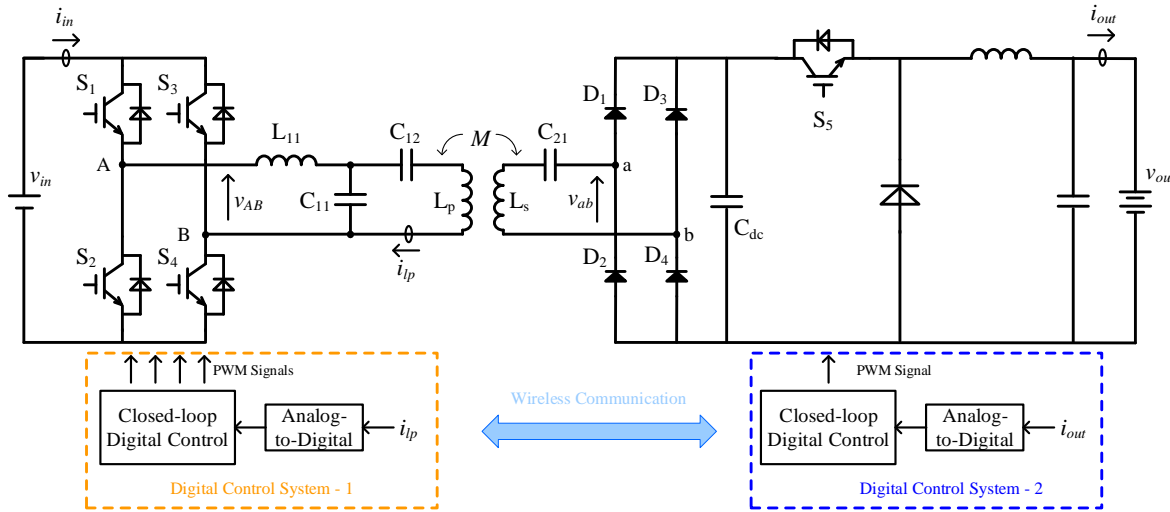 i_in
i_out
S1
S3
D1
D3
S5
L11
C12
M
C21
A
a
v_in
v_AB
C11
Lp
Ls
v_ab
Cdc
v_ou
B
b
S2
S4
i_lp
D2
D4
PWM Signals
PWM Signal
Closed-loop
Digital Control
Analog-
to-Digital
i_lp
Wireless Communication
Closed-loop
Digital Control
Analog-
to-Digital
i_out
Digital Control System - 1
Digital Control System - 2